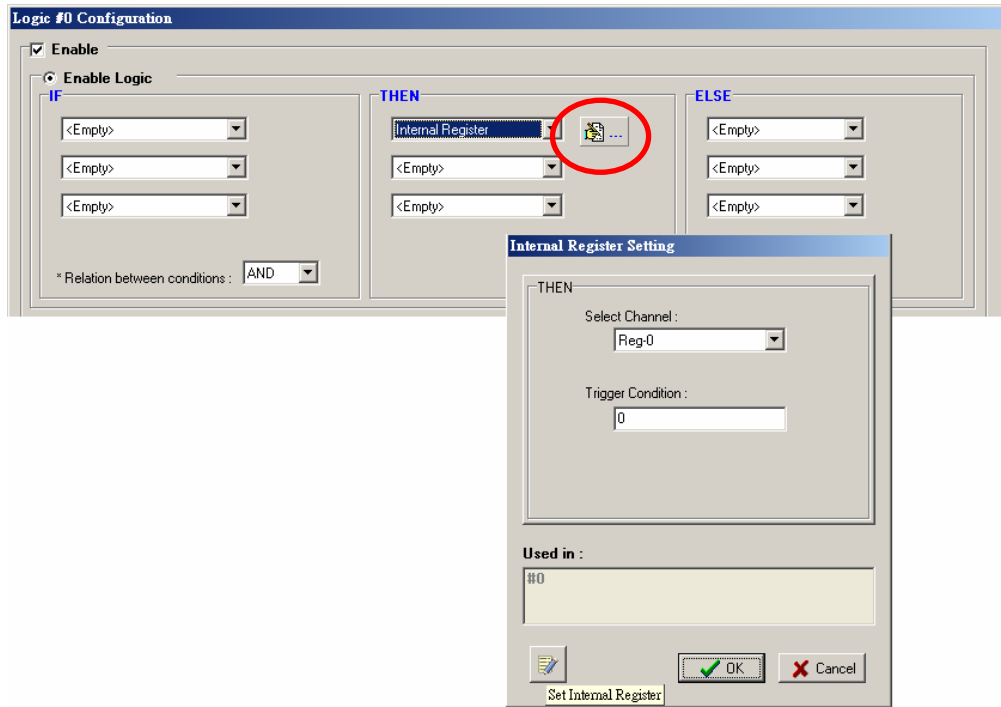 Logic #0 Configuration
Enable
Enable Logic
IF
THEN
ELSE
<Empty>
Internal Register
...
<Empty>
<Empty>
<Empty>
<Empty>
<Empty>
<Empty>
<Empty>
* Relation between conditions :
AND
Internal Register Setting
THEN
Select Channel :
Reg-0
Trigger Condition :
0
Used in :
#0
OK
Cancel
Set Internal Register